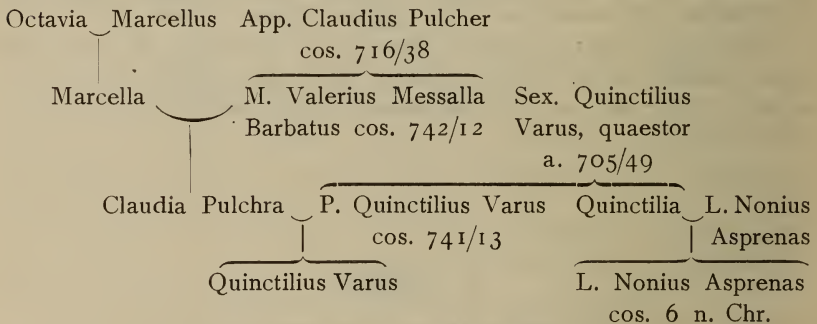 Octavia Marcellus App. Claudius Pulcher
cos. 716/38
Marcella M. Valerius Messalla Sex. Quinctilius
Barbatus cos. 742/12 Varus, quaestor
a. 705/49
Claudia Pulchra P. Quinctilius Varus Quinctilia L. Nonius
cos. 741/13 Asprenas
Quinctilius Varus L. Nonius Asprenas
cos. 6 n. Chr.